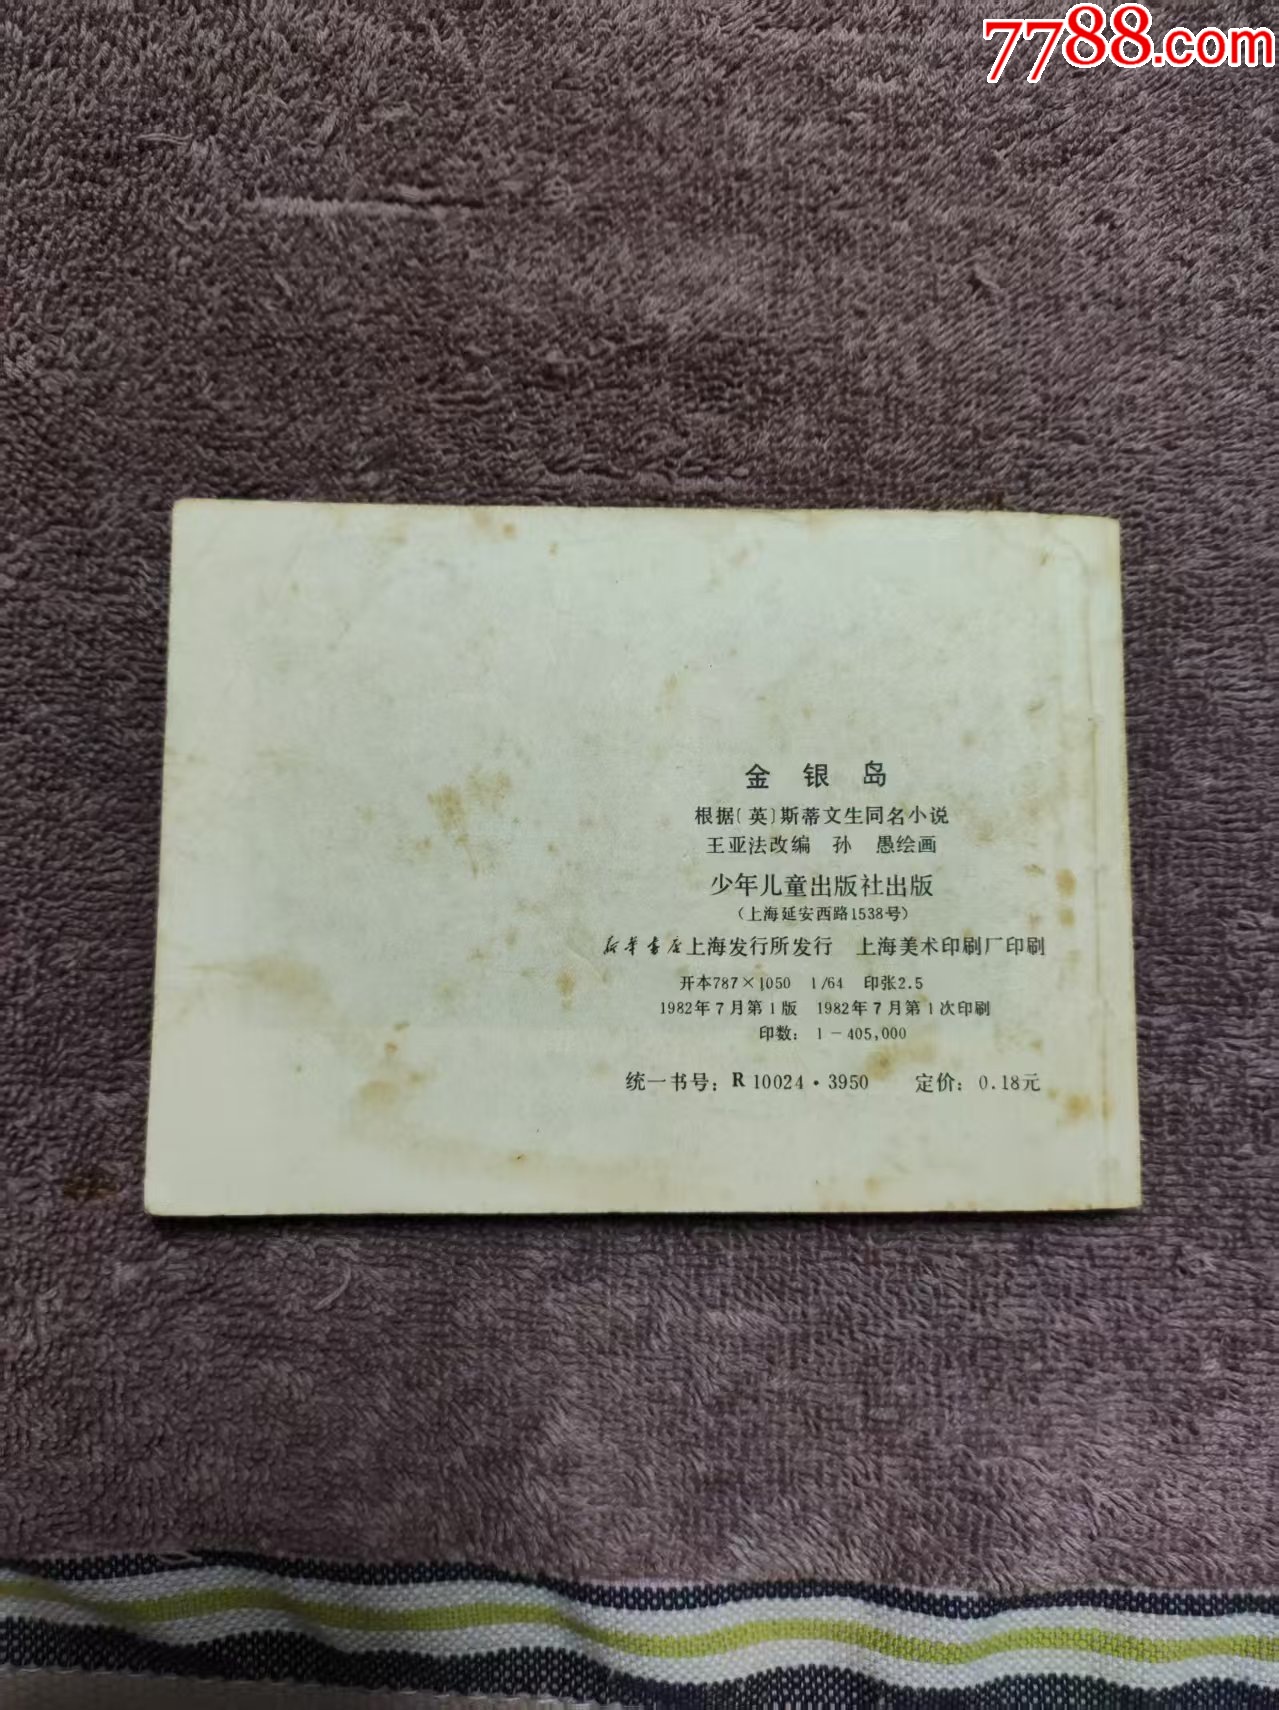 7788.com
金银岛
根据〔英〕斯蒂文生同名小说
王亚法改编 孙 愚绘画
少年儿童出版社出版
（上海延安西路1538号）
新华书店上海发行所发行 上海美术印刷厂印刷
开本787×1050 1/64 印张2.5
1982年7月第1版 1982年7月第1次印刷
印数：1-405,000
统一书号：R10024·3950 定价：0.18元